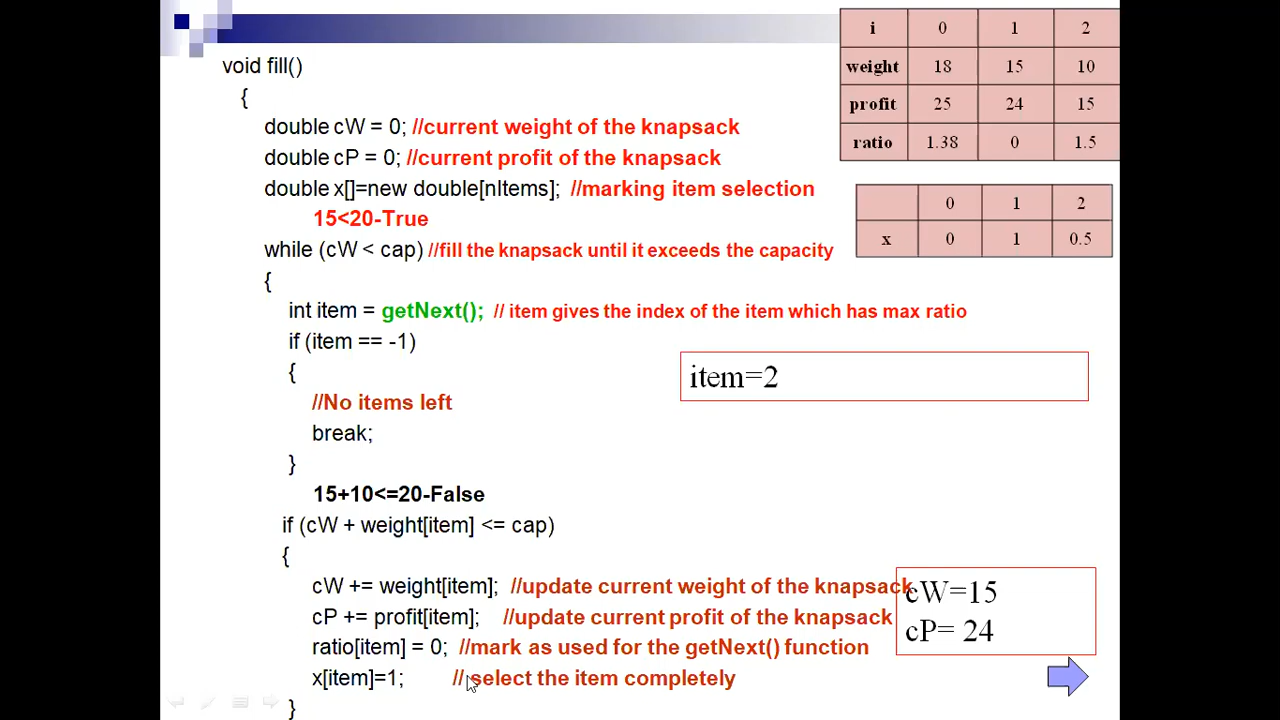 void fill()
{
double cW = 0; //current weight of the knapsack
double cP = 0; //current profit of the knapsack
double x[]=new double[nItems]; //marking item selection
15<20-True
while (cW < cap) //fill the knapsack until it exceeds the capacity
{
int item = getNext(); // item gives the index of the item which has max ratio
if (item == -1)
{
//No items left
break;
}
15+10<=20-False
if (cW + weight[item] <= cap)
{
cW += weight[item]; //update current weight of the knapsack
cP += profit[item]; //update current profit of the knapsack
ratio[item] = 0; //mark as used for the getNext() function
x[item]=1; // select the item completely
}
i 0 1 2
weight 18 15 10
profit 25 24 15
ratio 1.38 0 1.5
0 1 2
x 0 1 0.5
item=2
cW=15
cP= 24